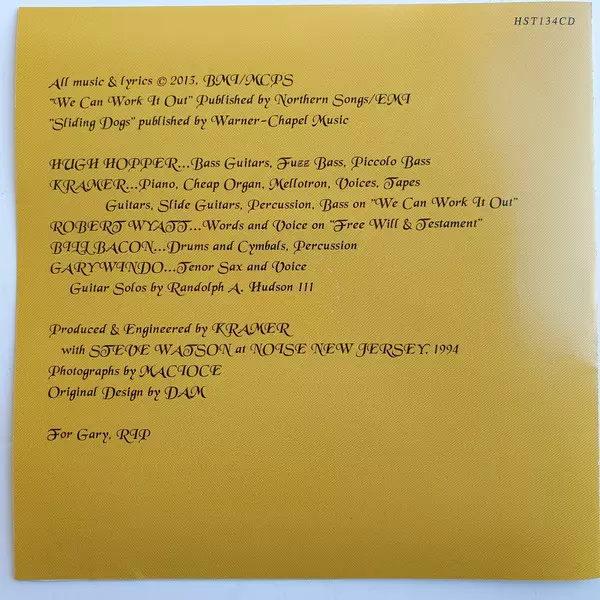 HST134CD
All music & lyrics © 2013, BMI/MCPS
"We Can Work It Out" Published by Northern Songs/EMI
"Sliding Dogs" published by Warner-Chapel Music
HUGH HOPPER...Bass Guitars, Fuzz Bass, Piccolo Bass
KRAMER...Piano, Cheap Organ, Mellotron, Voices, Tapes
Guitars, Slide Guitars, Percussion, Bass on "We Can Work It Out"
ROBERT WYATT...Words and Voice on "Free Will & Testament"
BILL BACON...Drums and Cymbals, Percussion
GARY WINDO...Tenor Sax and Voice
Guitar Solos by Randolph A. Hudson III
Produced & Engineered by KRAMER
with STEVE WATSON at NOISE NEW JERSEY, 1994
Photographs by MACIOCE
Original Design by DAM
For Gary, RIP